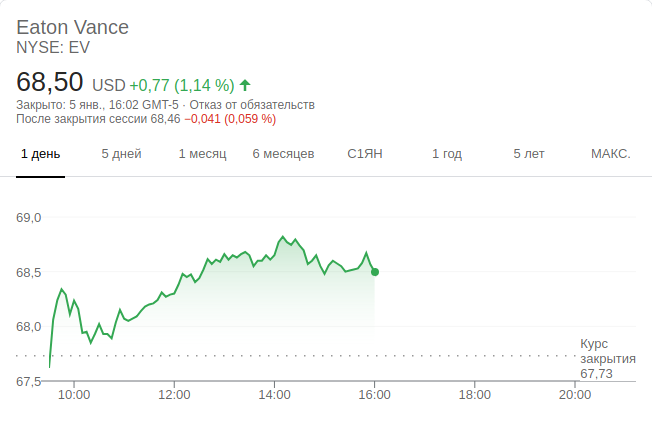 Eaton Vance
NYSE: EV
68,50 USD +0,77 (1,14 %)
Закрыто: 5 янв., 16:02 GMT-5 · Отказ от обязательств
После закрытия сессии 68,46 −0,041 (0,059 %)
1 день 5 дней 1 месяц 6 месяцев С1ЯН 1 год 5 лет МАКС.
69,0
68,5
68,0
Курс
закрытия
67,73
67,5
10:00 12:00 14:00 16:00 18:00 20:00